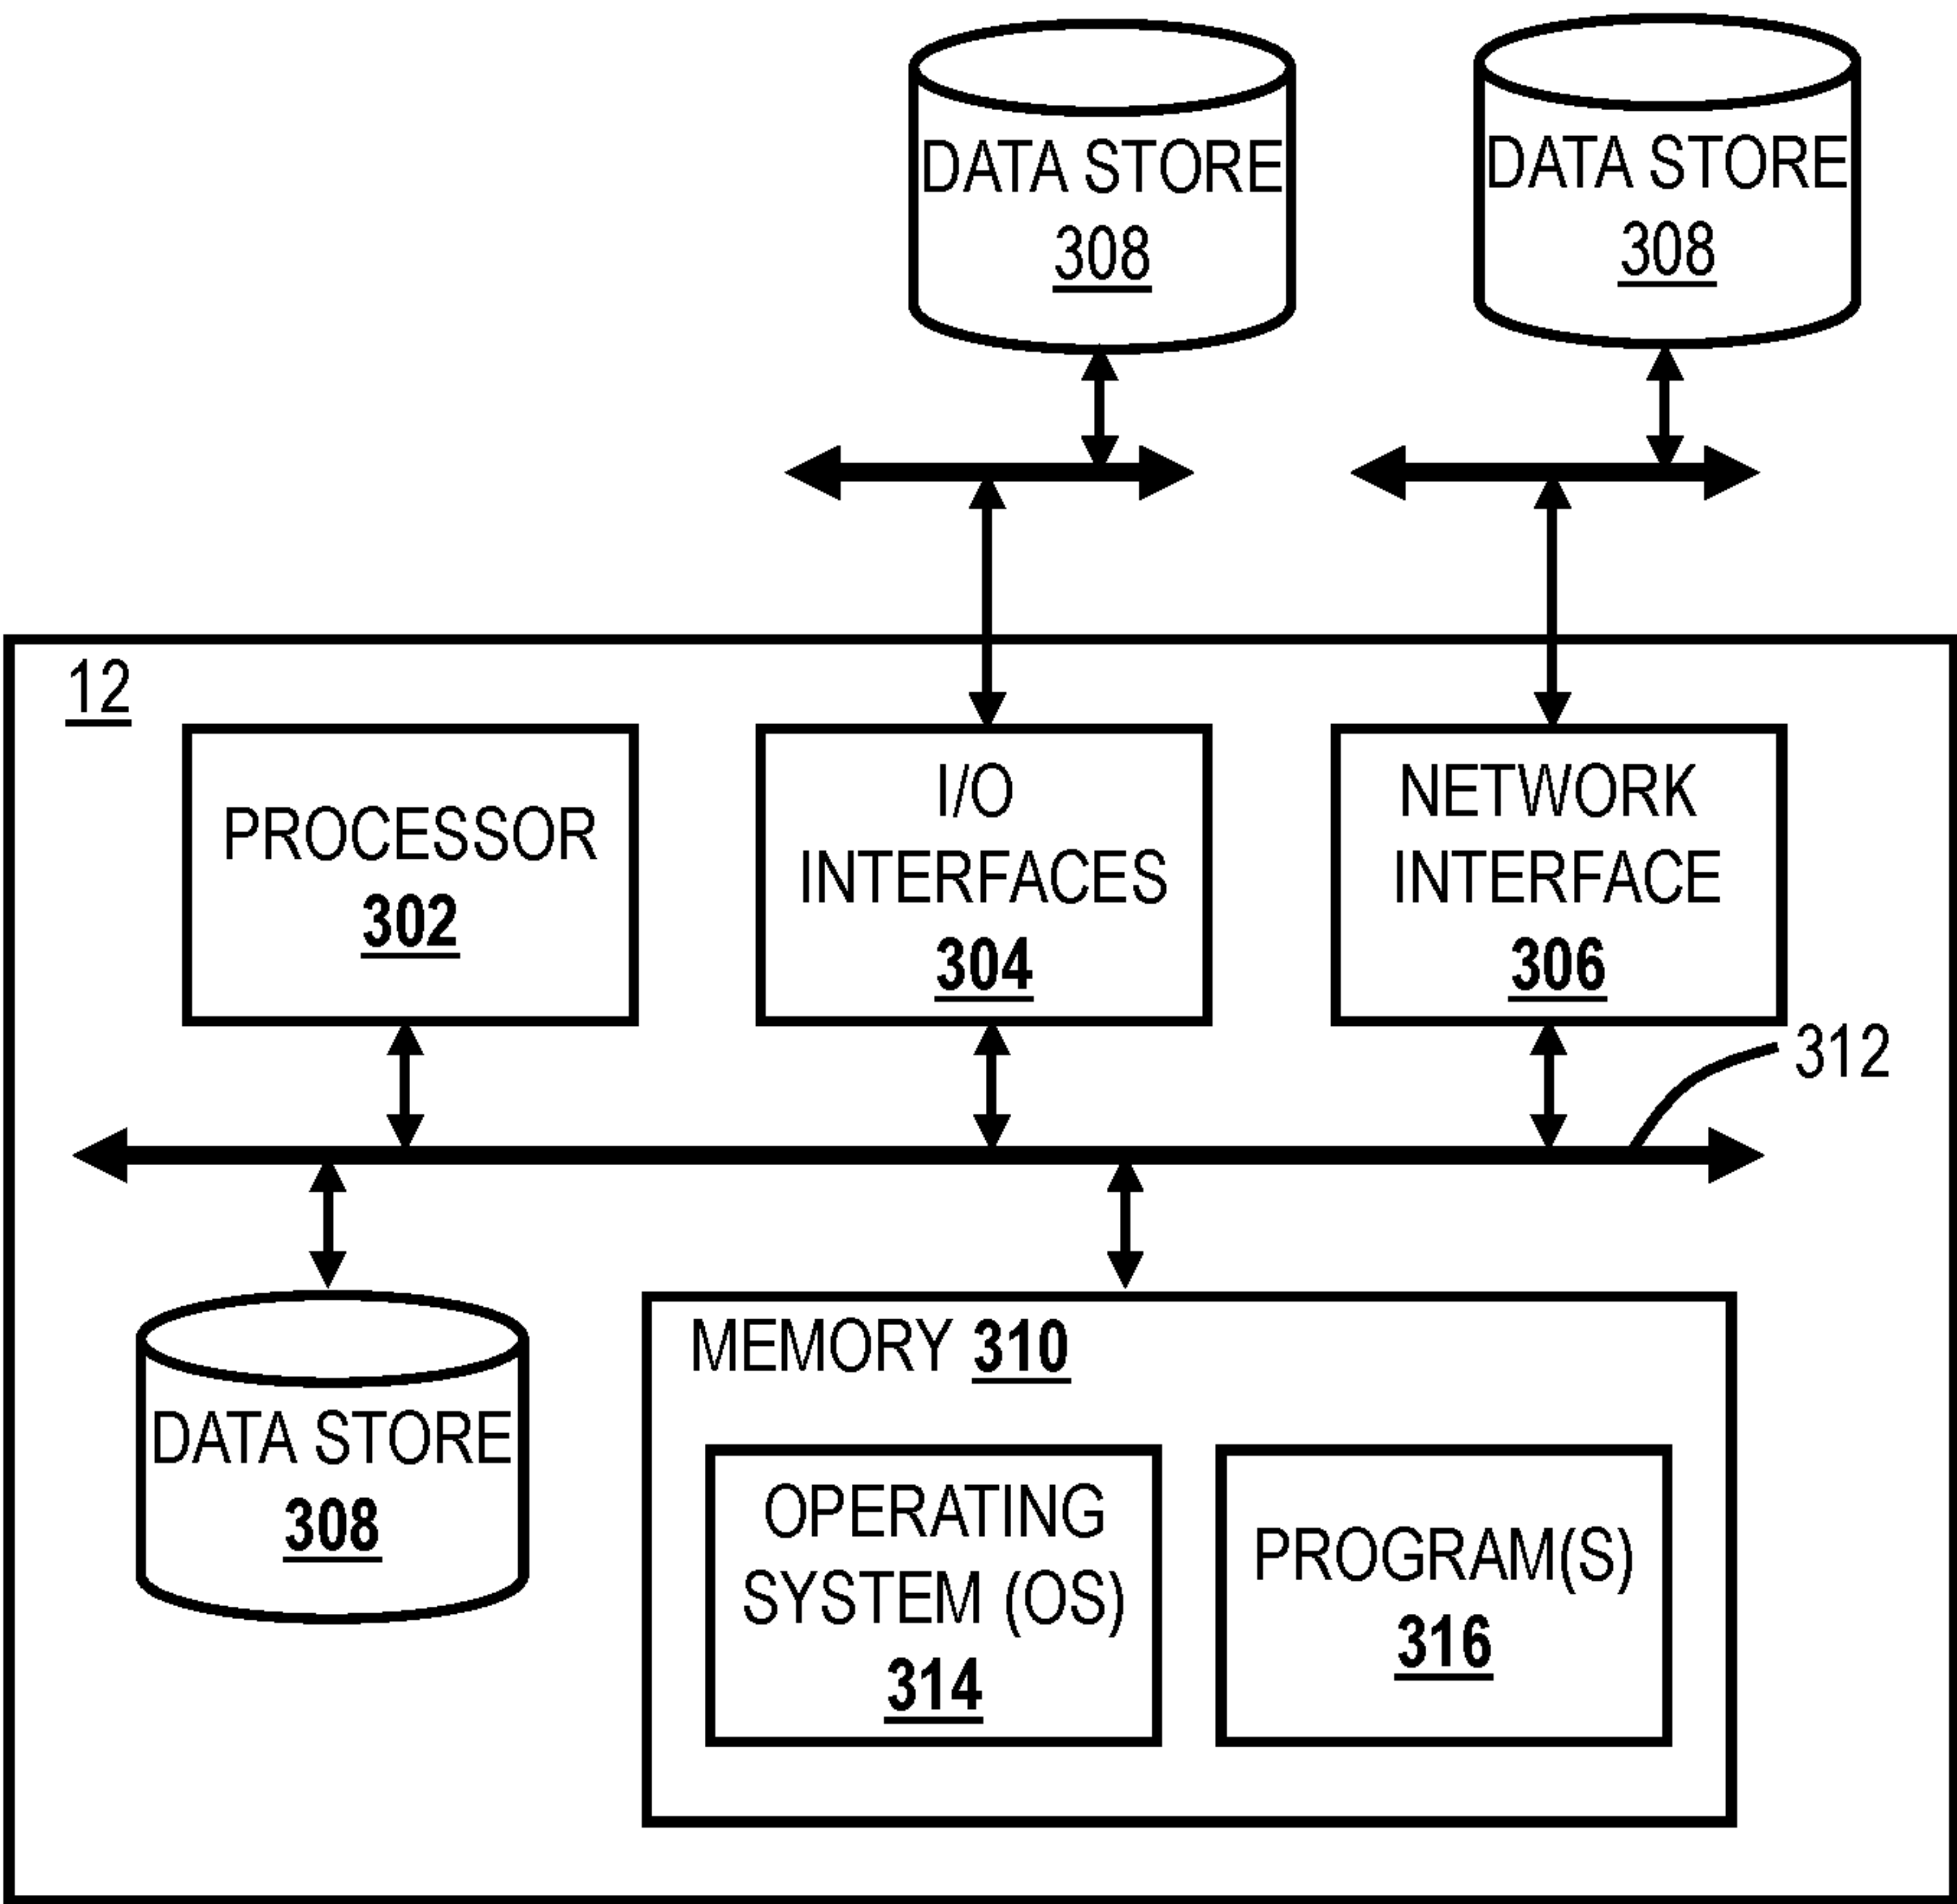 DATA STORE
308
DATA STORE
308
12
PROCESSOR
302
I/O
INTERFACES
304
NETWORK
INTERFACE
306
312
DATA STORE
308
MEMORY 310
OPERATING
SYSTEM (OS)
314
PROGRAM(S)
316